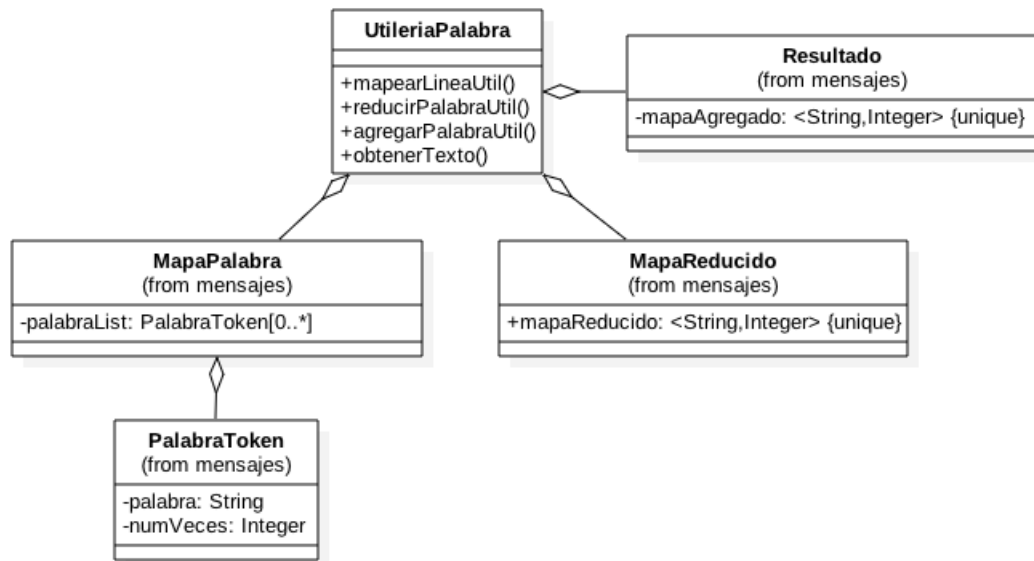 UtileriaPalabra
+mapearLineaUtil()
+reducirPalabraUtil()
+agregarPalabraUtil()
+obtenerTexto()
Resultado
(from mensajes)
-mapaAgregado: <String,Integer> {unique}
MapaPalabra
(from mensajes)
-palabraList: PalabraToken[0..*]
MapaReducido
(from mensajes)
+mapaReducido: <String,Integer> {unique}
PalabraToken
(from mensajes)
-palabra: String
-numVeces: Integer